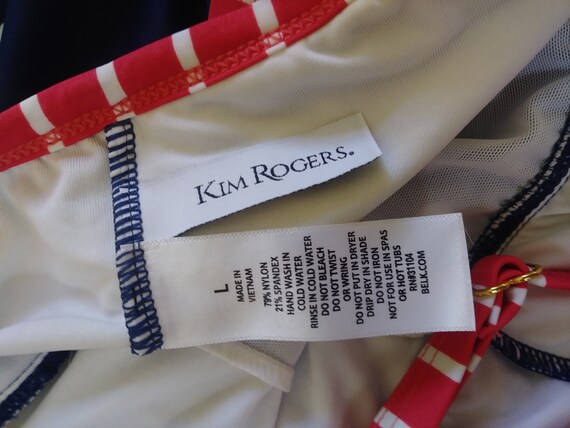 KIM ROGERS®
L
MADE IN
VIETNAM
79% NYLON
21% SPANDEX
HAND WASH IN
COLD WATER
RINSE IN COLD WATER
DO NOT BLEACH
DO NOT TWIST
OR WRING
DO NOT PUT IN DRYER
DRIP DRY IN SHADE
DO NOT IRON
NOT FOR USE IN SPAS
OR HOT TUBS
RN#31104
BELK.COM